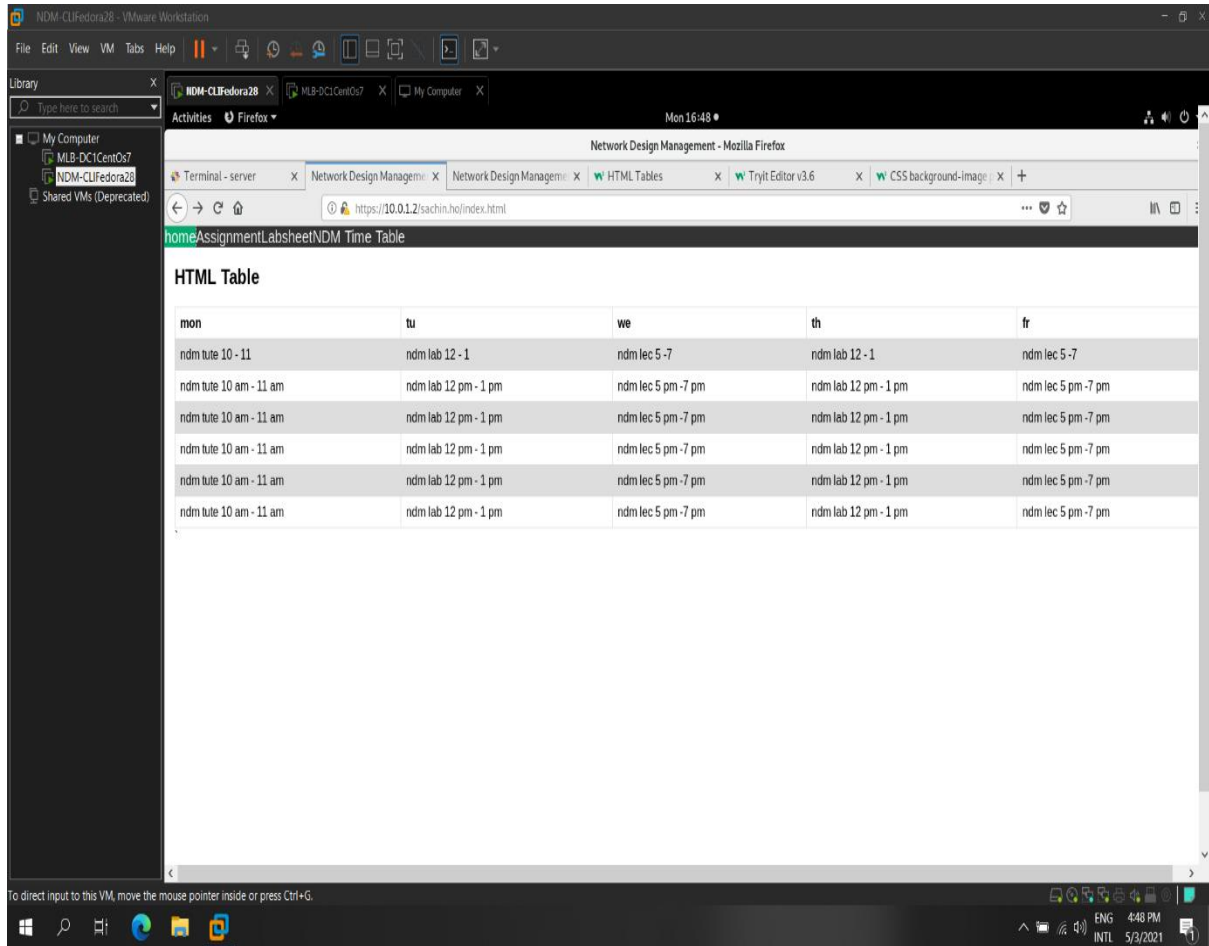 NDM-CLIFedora28 - VMware Workstation
File Edit View VM Tabs Help
Library X
NDM-CLIFedora28 X MLB-DC1CentOs7 X My Computer X
Type here to search
Activities Firefox Mon 16:48
My Computer
MLB-DC1CentOs7
NDM-CLIFedora28
Shared VMs (Deprecated)
Network Design Management - Mozilla Firefox
Terminal - server X Network Design Manageme X Network Design Manageme X HTML Tables X Tryit Editor v3.6 X CSS background-image p X +
https://10.0.1.2/sachin.ho/index.html
homeAssignmentLabsheetNDM Time Table
HTML Table
mon tu we th fr
ndm tute 10 - 11 ndm lab 12 - 1 ndm lec 5 -7 ndm lab 12 - 1 ndm lec 5 -7
ndm tute 10 am - 11 am ndm lab 12 pm - 1 pm ndm lec 5 pm -7 pm ndm lab 12 pm - 1 pm ndm lec 5 pm -7 pm
ndm tute 10 am - 11 am ndm lab 12 pm - 1 pm ndm lec 5 pm -7 pm ndm lab 12 pm - 1 pm ndm lec 5 pm -7 pm
ndm tute 10 am - 11 am ndm lab 12 pm - 1 pm ndm lec 5 pm -7 pm ndm lab 12 pm - 1 pm ndm lec 5 pm -7 pm
ndm tute 10 am - 11 am ndm lab 12 pm - 1 pm ndm lec 5 pm -7 pm ndm lab 12 pm - 1 pm ndm lec 5 pm -7 pm
ndm tute 10 am - 11 am ndm lab 12 pm - 1 pm ndm lec 5 pm -7 pm ndm lab 12 pm - 1 pm ndm lec 5 pm -7 pm
`
To direct input to this VM, move the mouse pointer inside or press Ctrl+G.
ENG 4:48 PM
INTL 5/3/2021
1